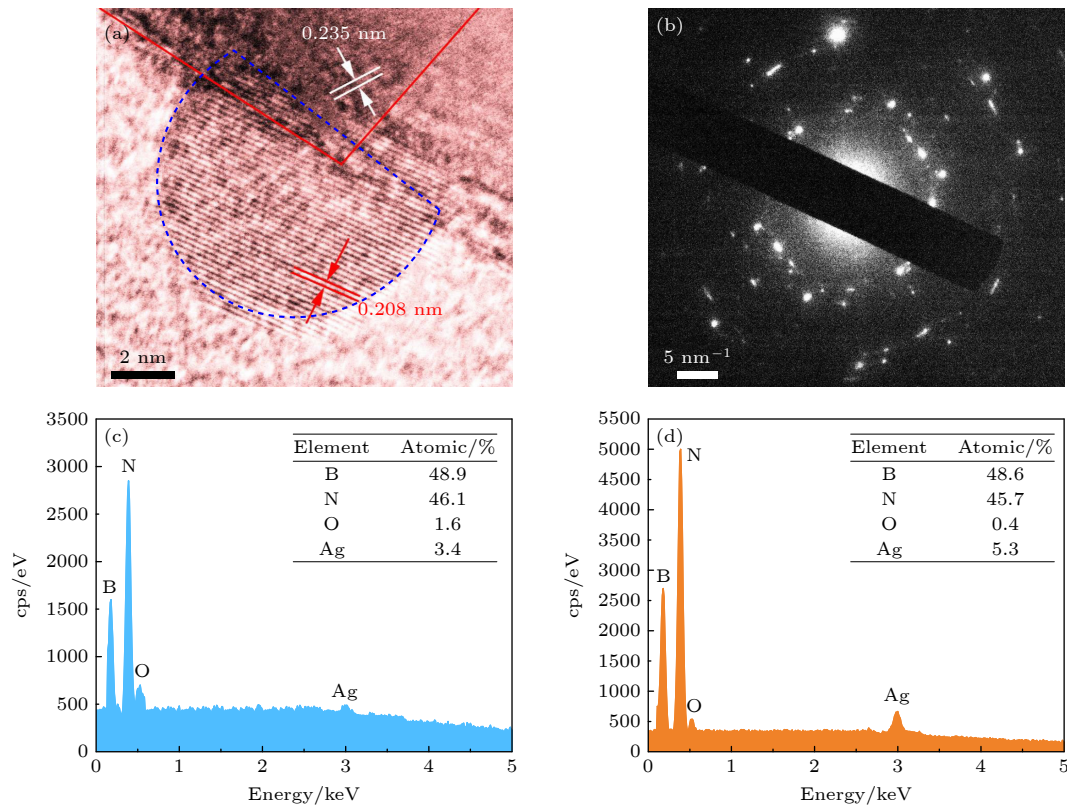 (a)
0.235 nm
0.208 nm
2 nm
(b)
5 nm⁻¹
(c)
3500
3000
2500
2000
1500
1000
500
0
cps/eV
Element Atomic/%
B 48.9
N 46.1
O 1.6
Ag 3.4
N
B
O
Ag
0 1 2 3 4 5
Energy/keV
(d)
5500
5000
4500
4000
3500
3000
2500
2000
1500
1000
500
0
cps/eV
Element Atomic/%
B 48.6
N 45.7
O 0.4
Ag 5.3
N
B
O
Ag
0 1 2 3 4 5
Energy/keV